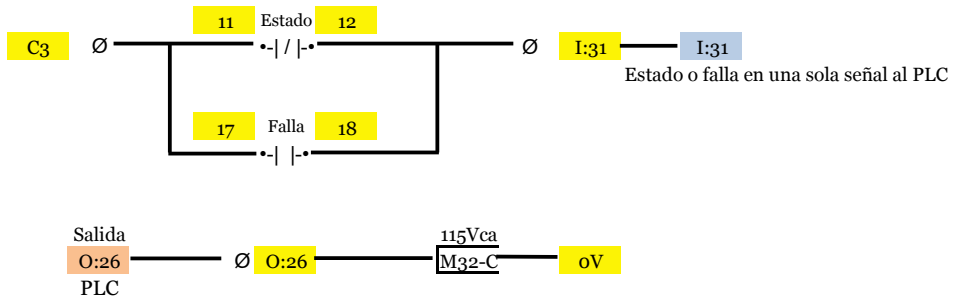 11 Estado 12
C3 Ø •-| / |-• Ø I:31 I:31
Estado o falla en una sola señal al PLC
17 Falla 18
•-| |-•
Salida 115Vca
O:26 Ø O:26 M32-C 0V
PLC